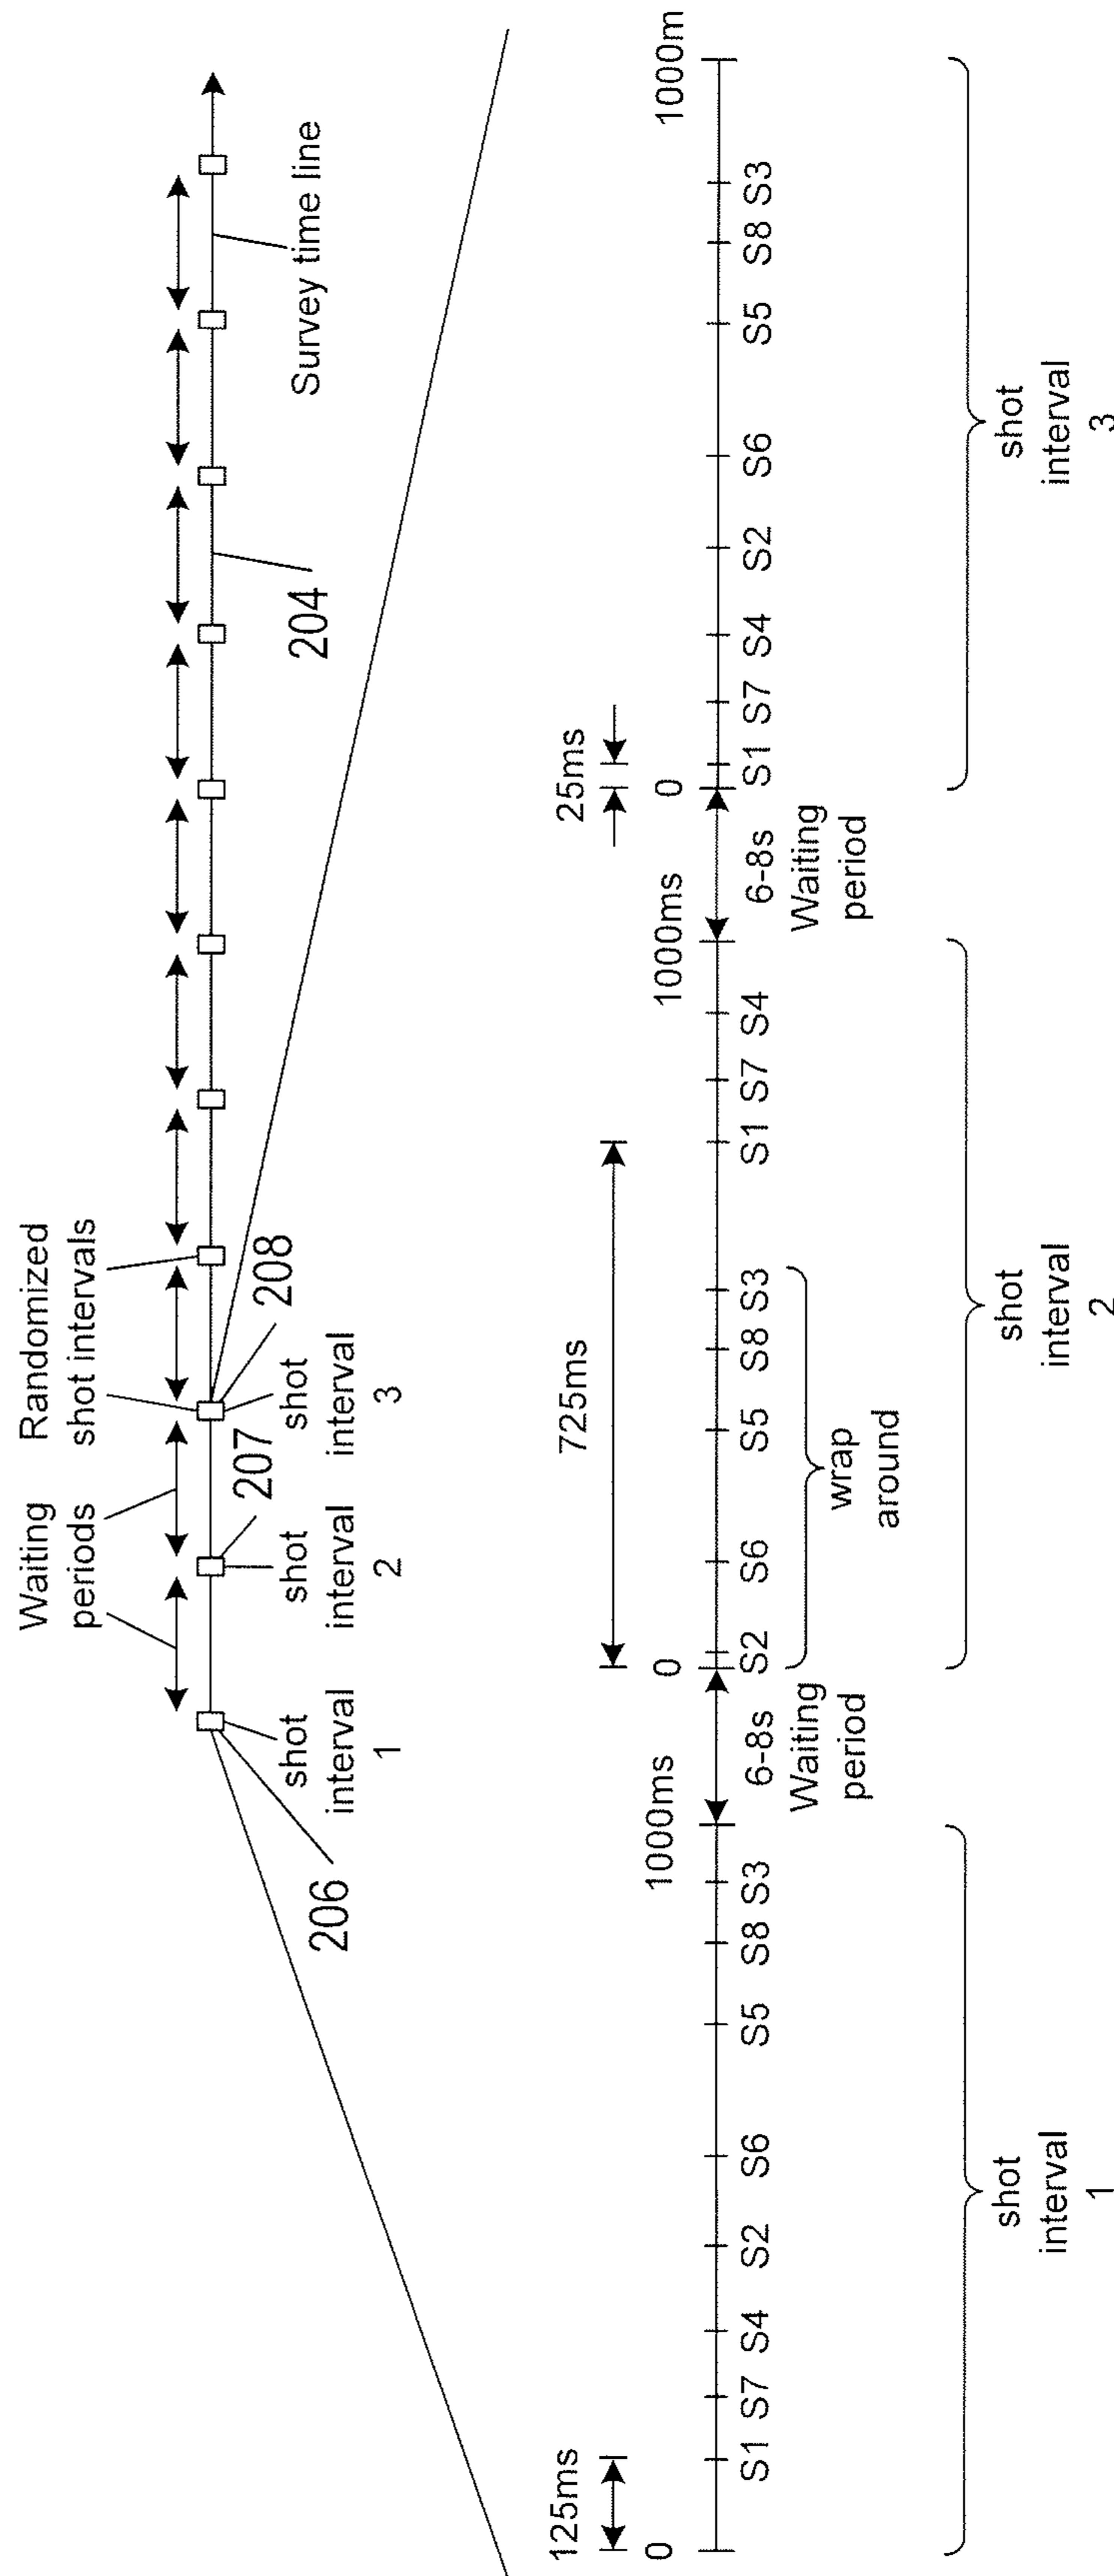 Waiting
periods
Randomized
shot intervals
206
shot
interval
1
207
shot
interval
2
208
shot
interval
3
204
Survey time line
125ms
0
1000ms
S1 S7 S4 S2 S6 S5 S8 S3
shot
interval
1
6-8s
Waiting
period
725ms
0
1000ms
S2 S6 S5 S8 S3 S1 S7 S4
wrap
around
shot
interval
2
6-8s
Waiting
period
25ms
0
1000m
S1 S7 S4 S2 S6 S5 S8 S3
shot
interval
3